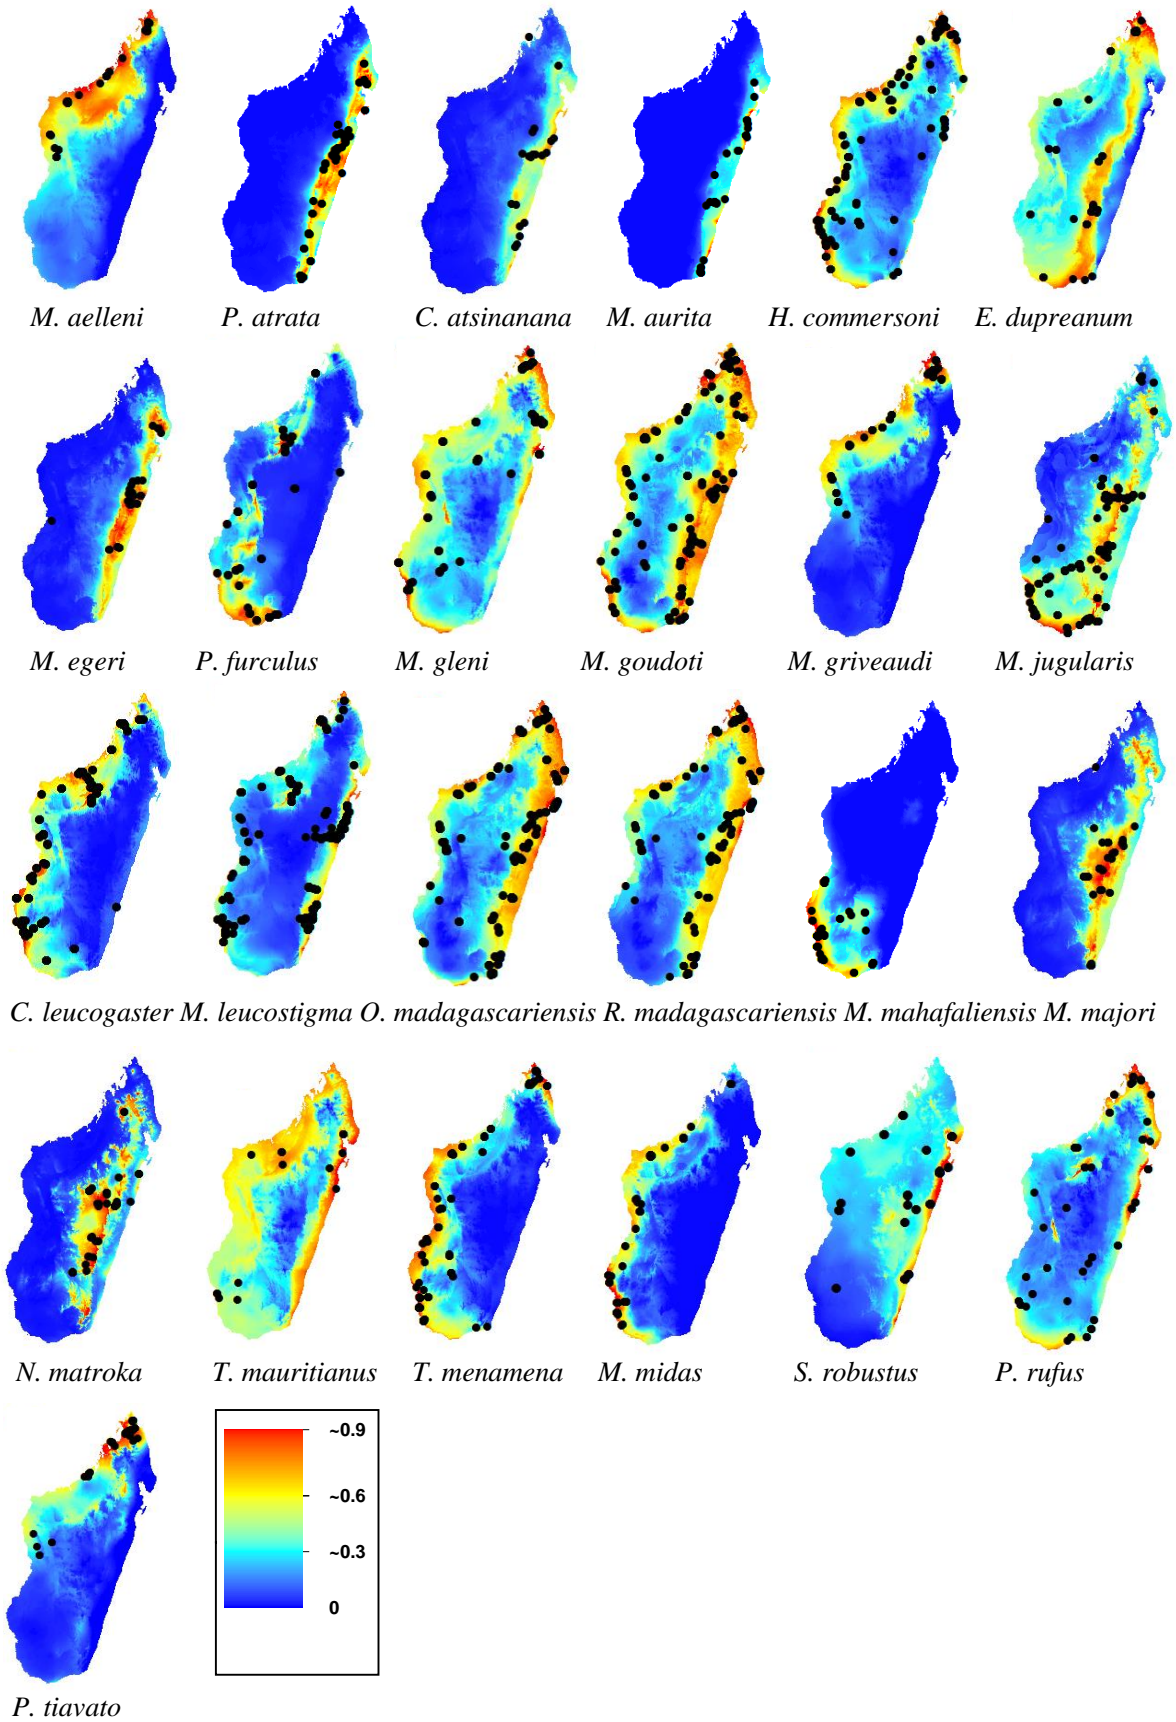 M. aelleni P. atrata C. atsinanana M. aurita H. commersoni E. dupreanum
M. egeri P. furculus M. gleni M. goudoti M. griveaudi M. jugularis
C. leucogaster M. leucostigma O. madagascariensis R. madagascariensis M. mahafaliensis M. majori
N. matroka T. mauritianus T. menamena M. midas S. robustus P. rufus
~0.9
~0.6
~0.3
0
P. tiavato